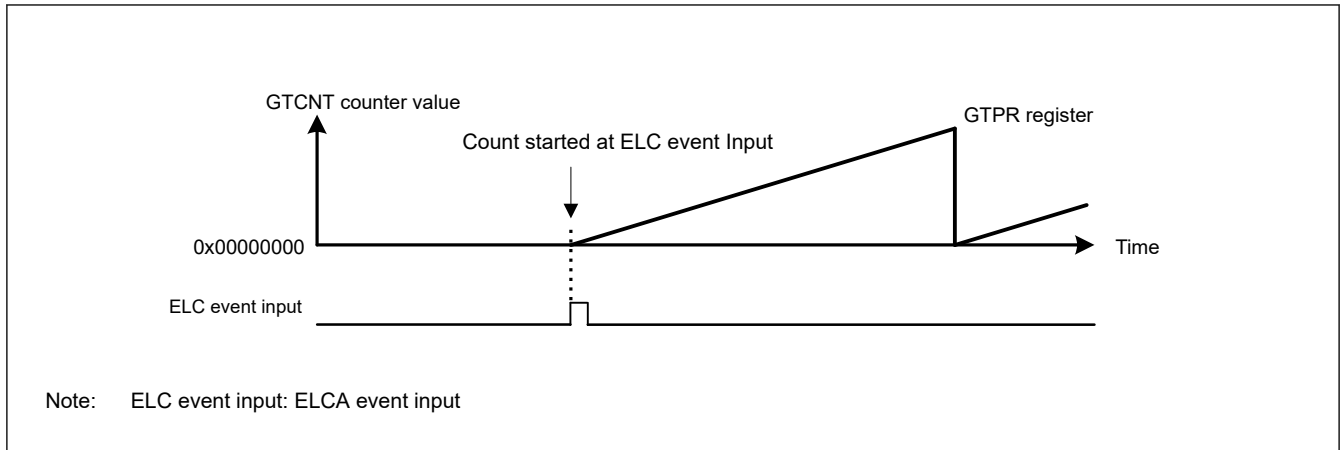 GTCNT counter value
GTPR register
Count started at ELC event Input
0x00000000
Time
ELC event input
Note: ELC event input: ELCA event input